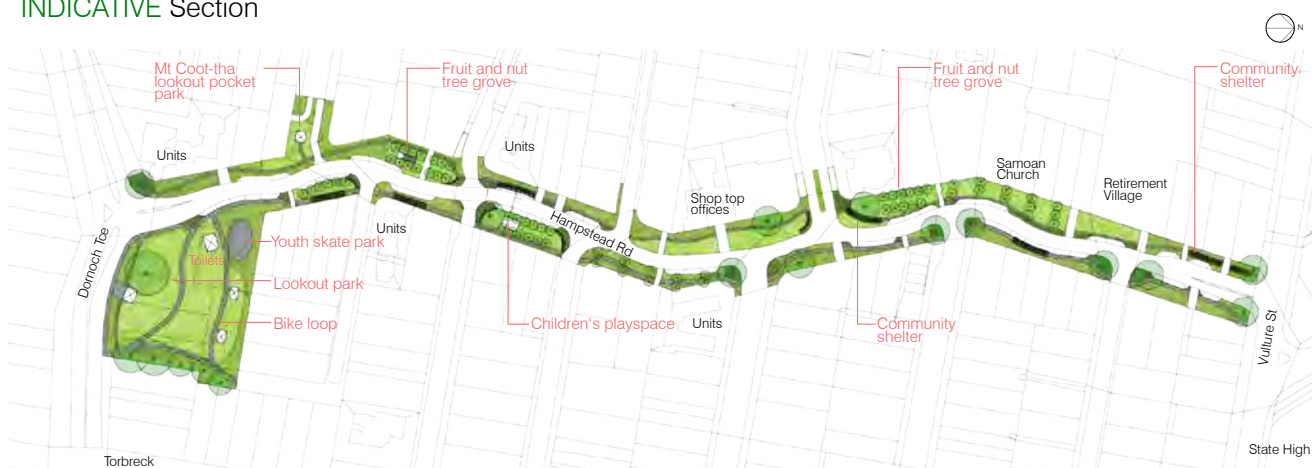 INDICATIVE Section
N
Mt Coot-tha
lookout pocket
park
Fruit and nut
tree grove
Fruit and nut
tree grove
Community
shelter
Units
Units
Samoan
Church
Retirement
Village
Shop top
offices
Hampstead Rd
Units
Youth skate park
Toilets
Lookout park
Dornoch Tce
Bike loop
Children's playspace
Units
Community
shelter
Vulture St
Torbreck
State High